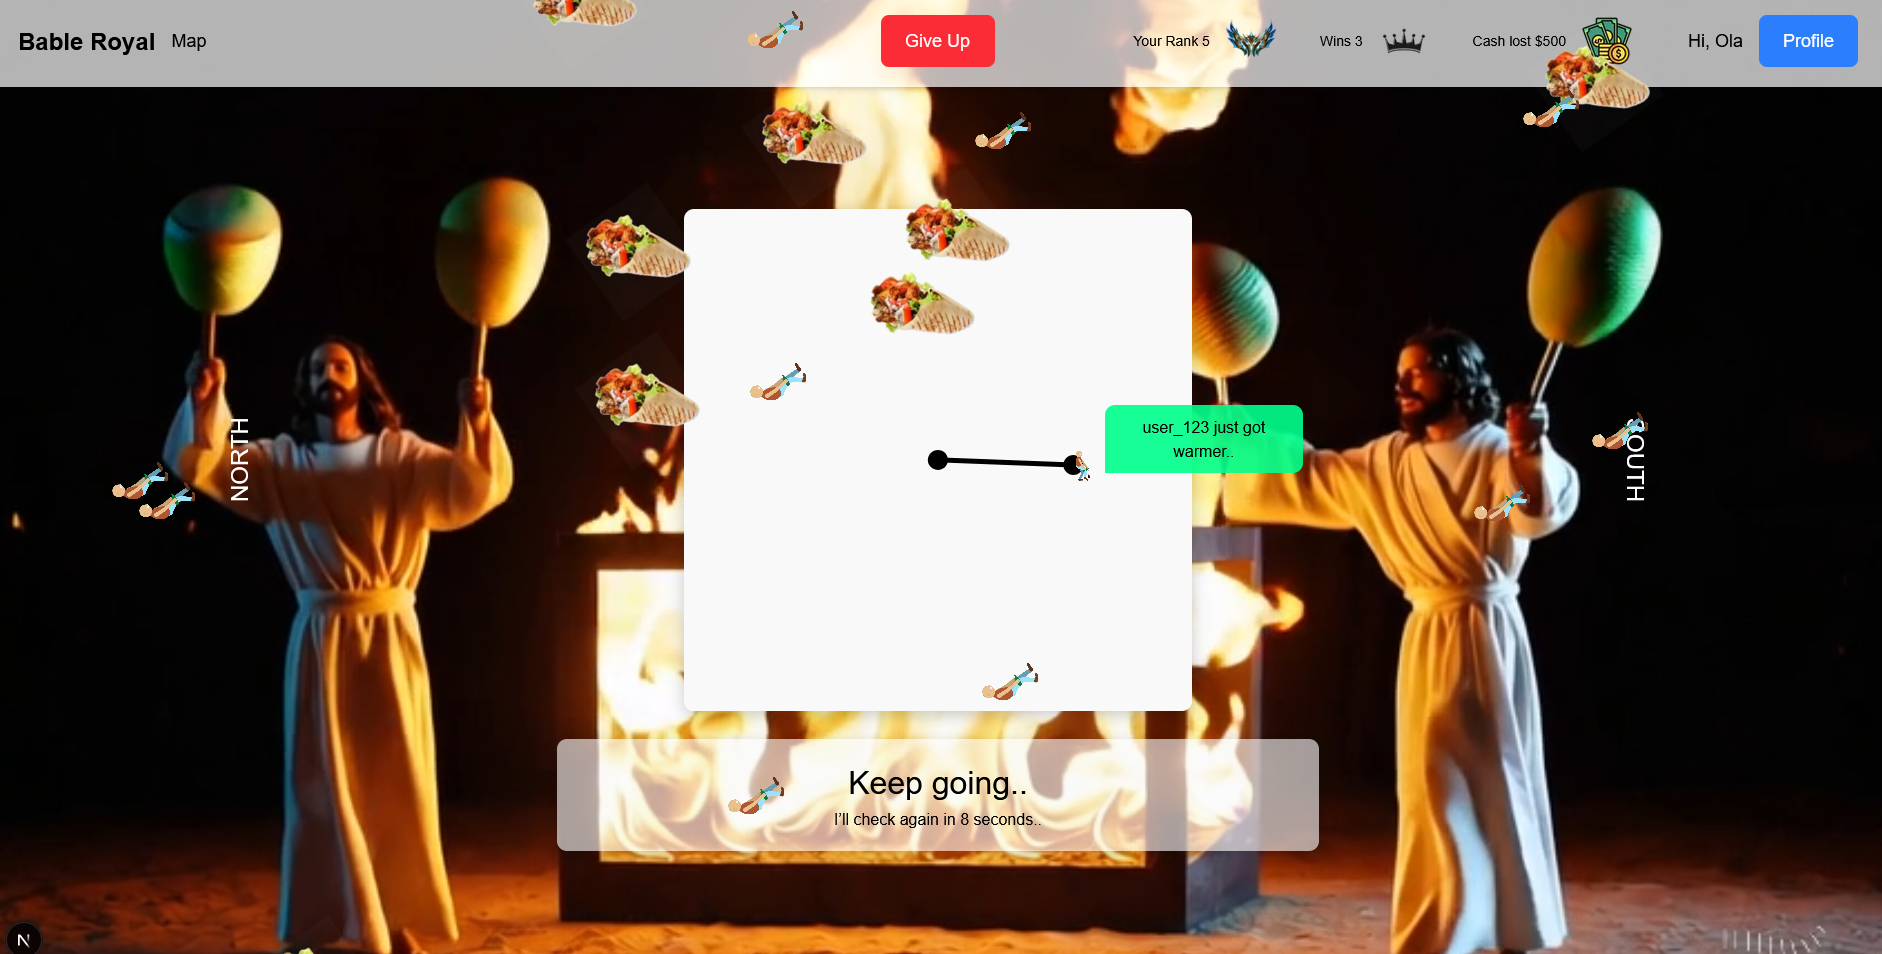 Bable Royal
Map
Give Up
Your Rank 5
Wins 3
Cash lost $500
Hi, Ola
Profile
NORTH
SOUTH
user_123 just got
warmer..
Keep going..
I'll check again in 8 seconds..
N